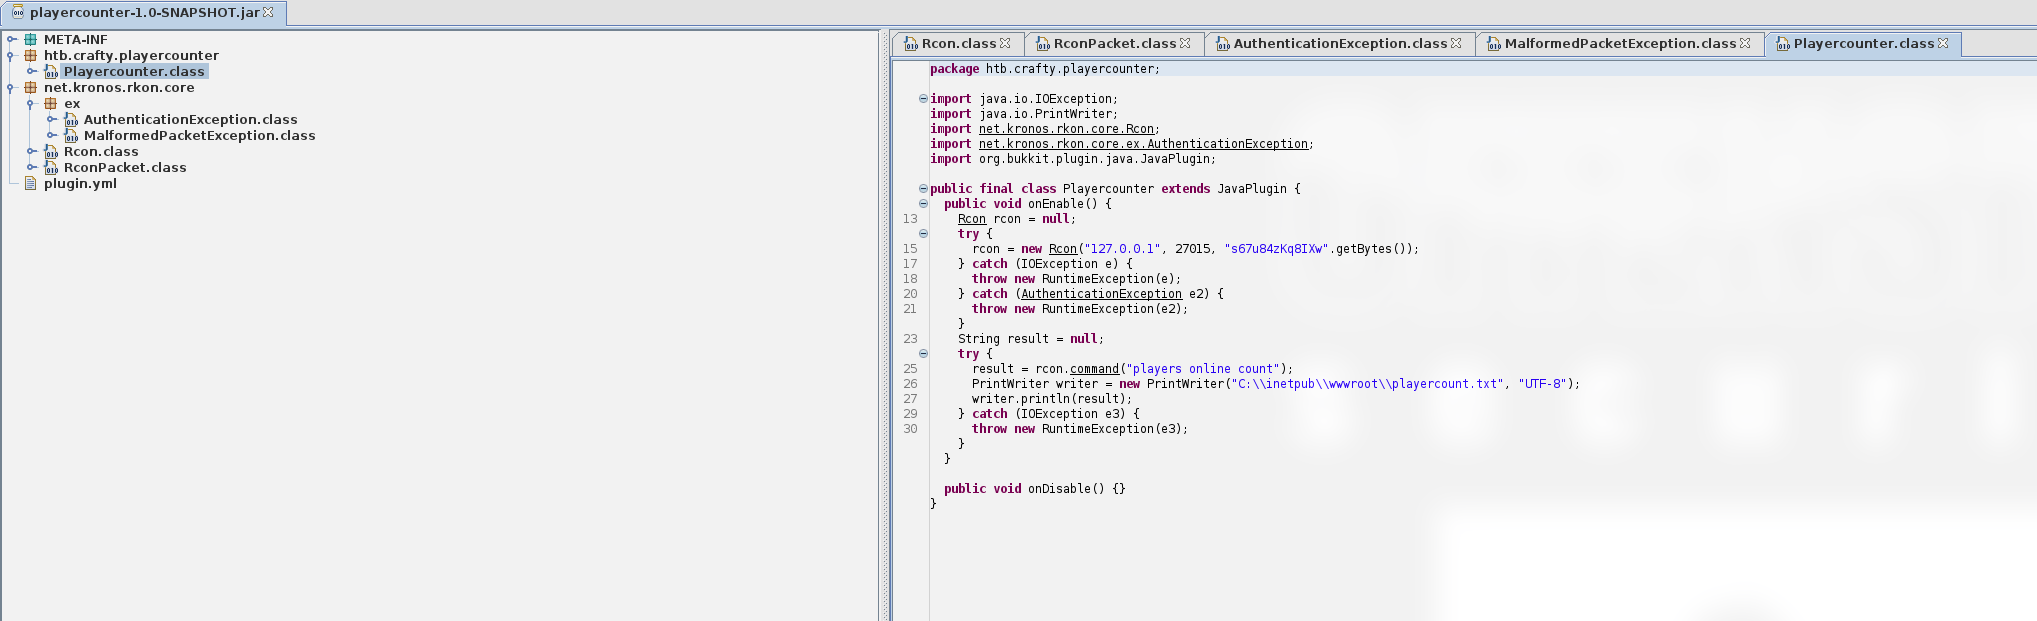 playercounter-1.0-SNAPSHOT.jar
META-INF
htb.crafty.playercounter
Playercounter.class
net.kronos.rkon.core
ex
AuthenticationException.class
MalformedPacketException.class
Rcon.class
RconPacket.class
plugin.yml
Rcon.class RconPacket.class AuthenticationException.class MalformedPacketException.class Playercounter.class
package htb.crafty.playercounter;
import java.io.IOException;
import java.io.PrintWriter;
import net.kronos.rkon.core.Rcon;
import net.kronos.rkon.core.ex.AuthenticationException;
import org.bukkit.plugin.java.JavaPlugin;
public final class Playercounter extends JavaPlugin {
public void onEnable() {
13 Rcon rcon = null;
try {
15 rcon = new Rcon("127.0.0.1", 27015, "s67u84zKq8IXw".getBytes());
17 } catch (IOException e) {
18 throw new RuntimeException(e);
20 } catch (AuthenticationException e2) {
21 throw new RuntimeException(e2);
}
23 String result = null;
try {
25 result = rcon.command("players online count");
26 PrintWriter writer = new PrintWriter("C:\\inetpub\\wwwroot\\playercount.txt", "UTF-8");
27 writer.println(result);
29 } catch (IOException e3) {
30 throw new RuntimeException(e3);
}
}
public void onDisable() {}
}